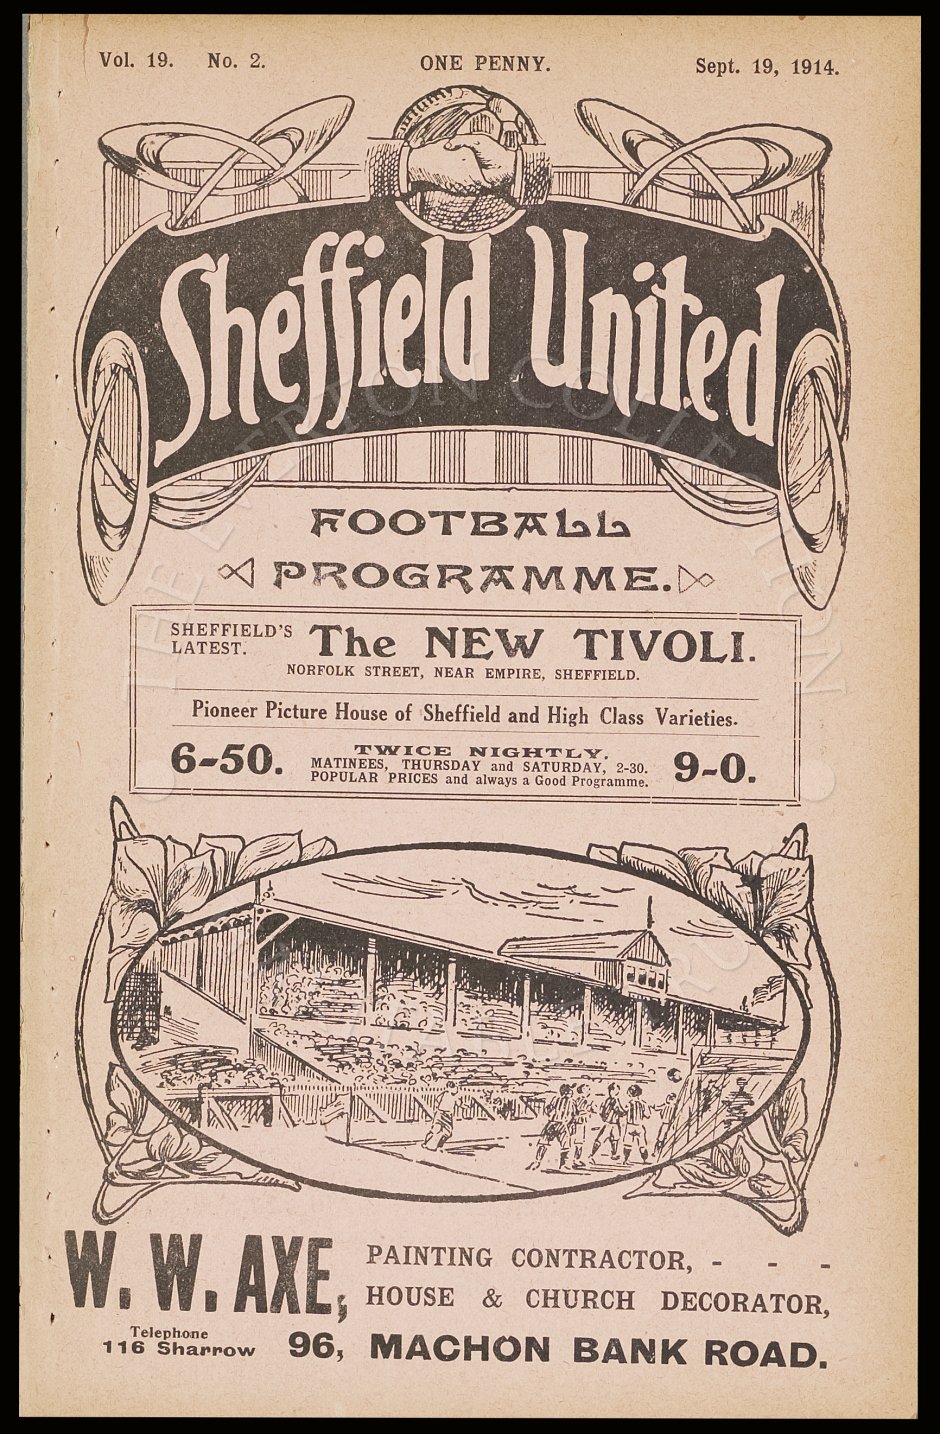 Vol. 19. No. 2. ONE PENNY. Sept. 19, 1914.
Sheffield United
FOOTBALL
PROGRAMME.
SHEFFIELD'S LATEST. The NEW TIVOLI.
NORFOLK STREET, NEAR EMPIRE, SHEFFIELD.
Pioneer Picture House of Sheffield and High Class Varieties.
6-50. TWICE NIGHTLY. 9-0.
MATINEES, THURSDAY and SATURDAY, 2-30.
POPULAR PRICES and always a Good Programme.
W. W. AXE, PAINTING CONTRACTOR, - - -
HOUSE & CHURCH DECORATOR,
Telephone
116 Sharrow 96, MACHON BANK ROAD.
THE EVERTON COLLECTION